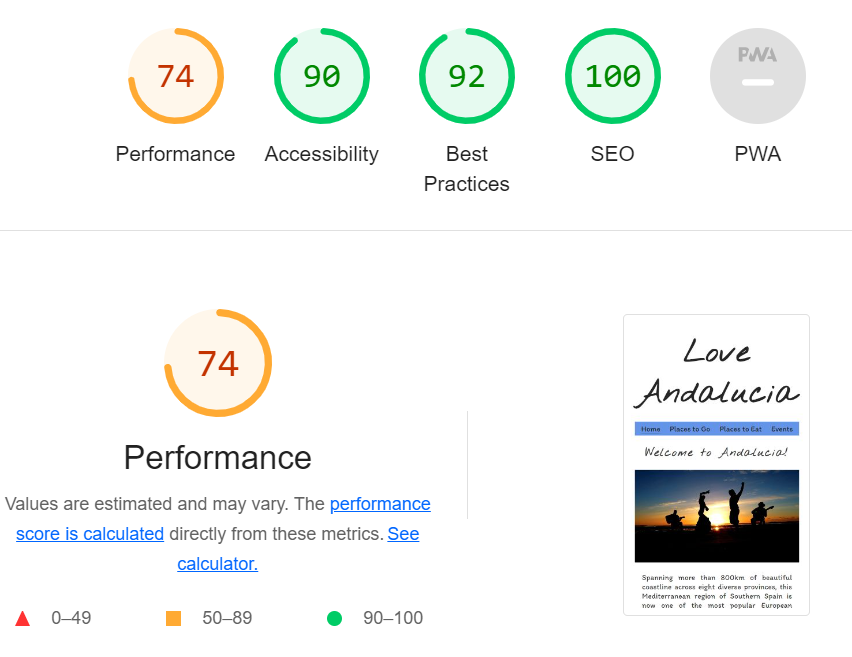 74
90
92
100
PWA
Performance
Accessibility
Best
Practices
SEO
PWA
74
Performance
Values are estimated and may vary. The performance
score is calculated directly from these metrics. See
calculator.
0–49
50–89
90–100
Love
Andalucia
Home Places to Go Places to Eat Events
Welcome to Andalucia!
Spanning more than 800km of beautiful
coastline across eight diverse provinces, this
Mediterranean region of Southern Spain is
now one of the most popular European